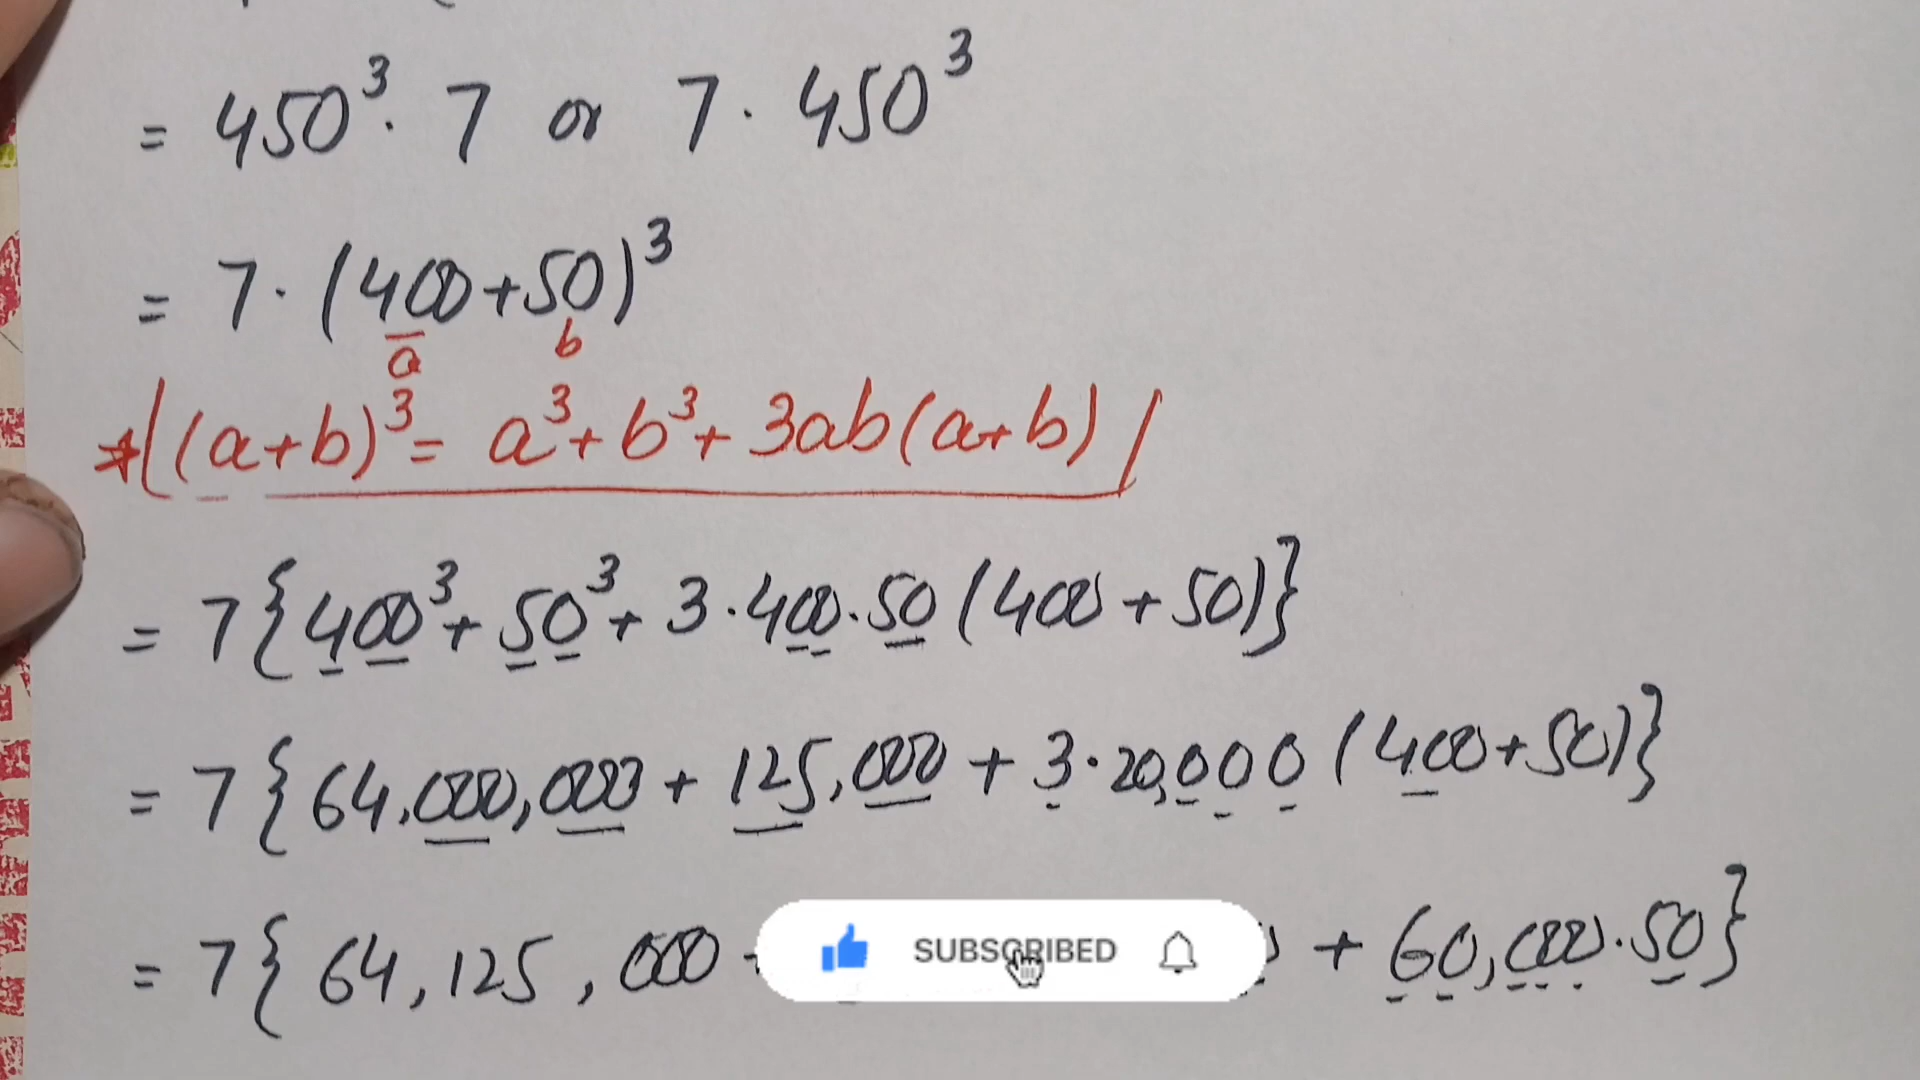 = 450³ · 7 or 7 · 450³
= 7 · (400+50)³
a b
* (a+b)³ = a³ + b³ + 3ab(a+b)
= 7{400³ + 50³ + 3 · 400 · 50 (400 + 50)}
= 7{64,000,000 + 125,000 + 3 · 20,000 (400+50)}
= 7{64,125,000 + 60,000 · 50}
SUBSCRIBED